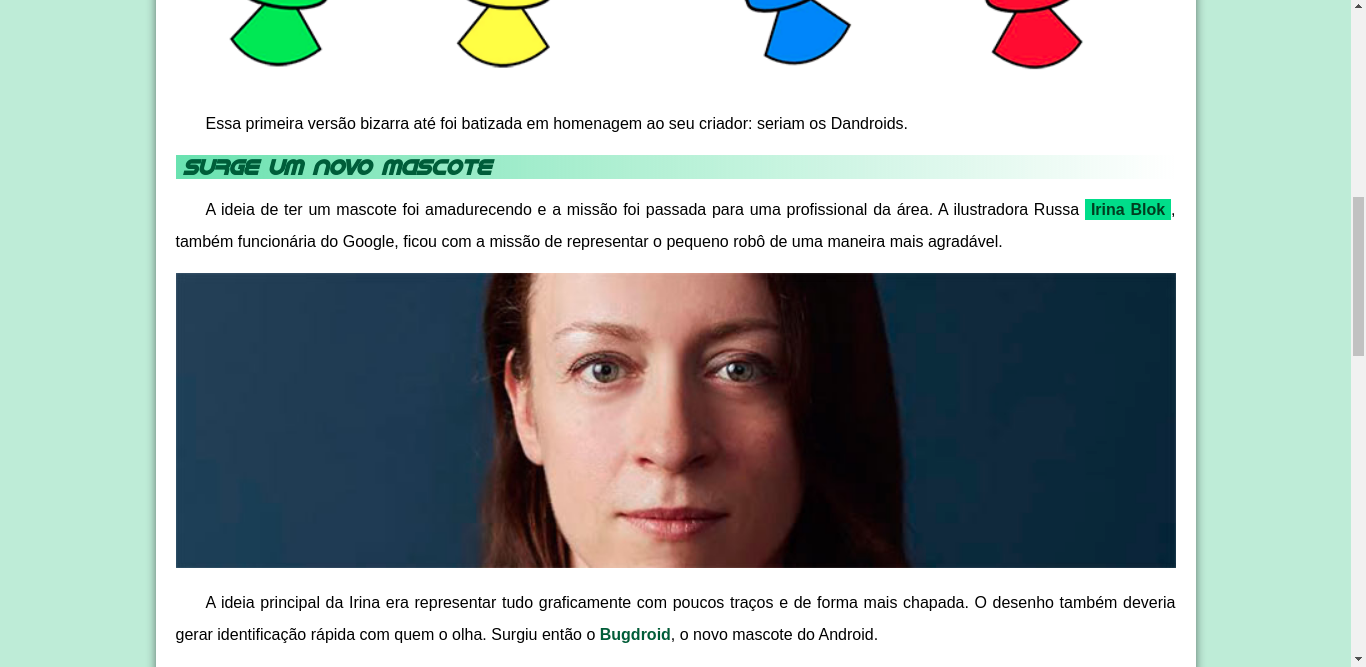 Essa primeira versão bizarra até foi batizada em homenagem ao seu criador: seriam os Dandroids.
SURGE UM NOVO MASCOTE
A ideia de ter um mascote foi amadurecendo e a missão foi passada para uma profissional da área. A ilustradora Russa Irina Blok,
também funcionária do Google, ficou com a missão de representar o pequeno robô de uma maneira mais agradável.
A ideia principal da Irina era representar tudo graficamente com poucos traços e de forma mais chapada. O desenho também deveria
gerar identificação rápida com quem o olha. Surgiu então o Bugdroid, o novo mascote do Android.